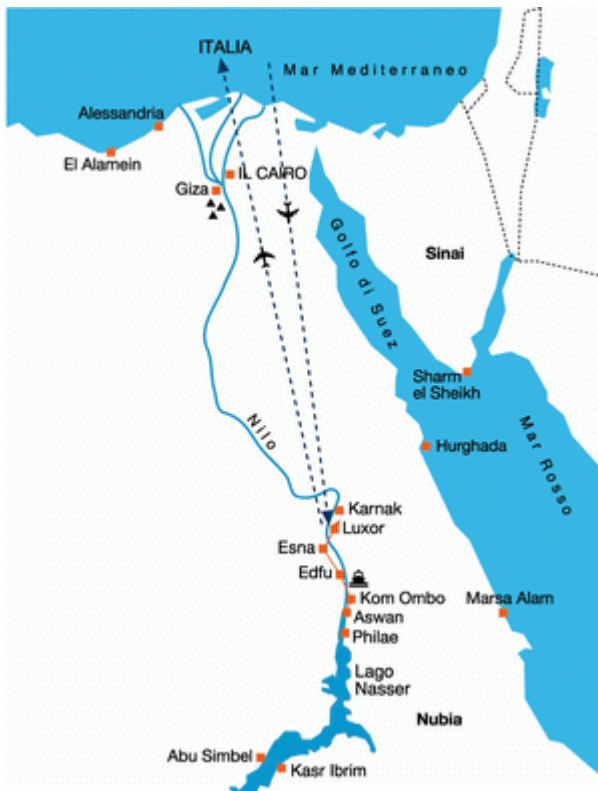 ITALIA
Mar Mediterraneo
Alessandria
El Alamein
IL CAIRO
Giza
Golfo di Suez
Sinai
Sharm
el Sheikh
Mar Rosso
Nilo
Hurghada
Karnak
Luxor
Esna
Edfu
Kom Ombo
Marsa Alam
Aswan
Philae
Lago
Nasser
Nubia
Abu Simbel
Kasr Ibrim